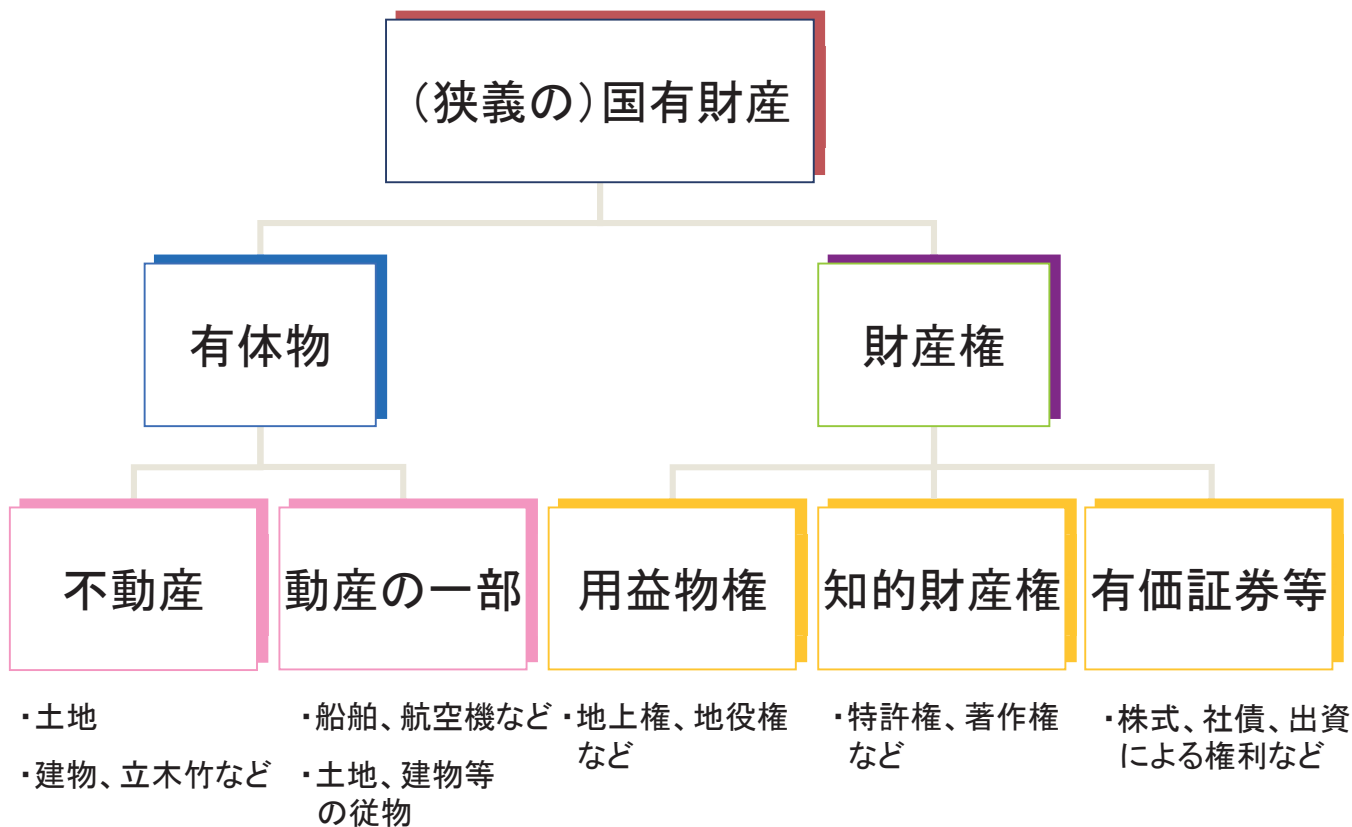 （狭義の）国有財産
有体物
財産権
不動産
動産の一部
用益物権
知的財産権
有価証券等
・土地
・建物、立木竹など
・船舶、航空機など
・土地、建物等
の従物
・地上権、地役権
など
・特許権、著作権
など
・株式、社債、出資
による権利など